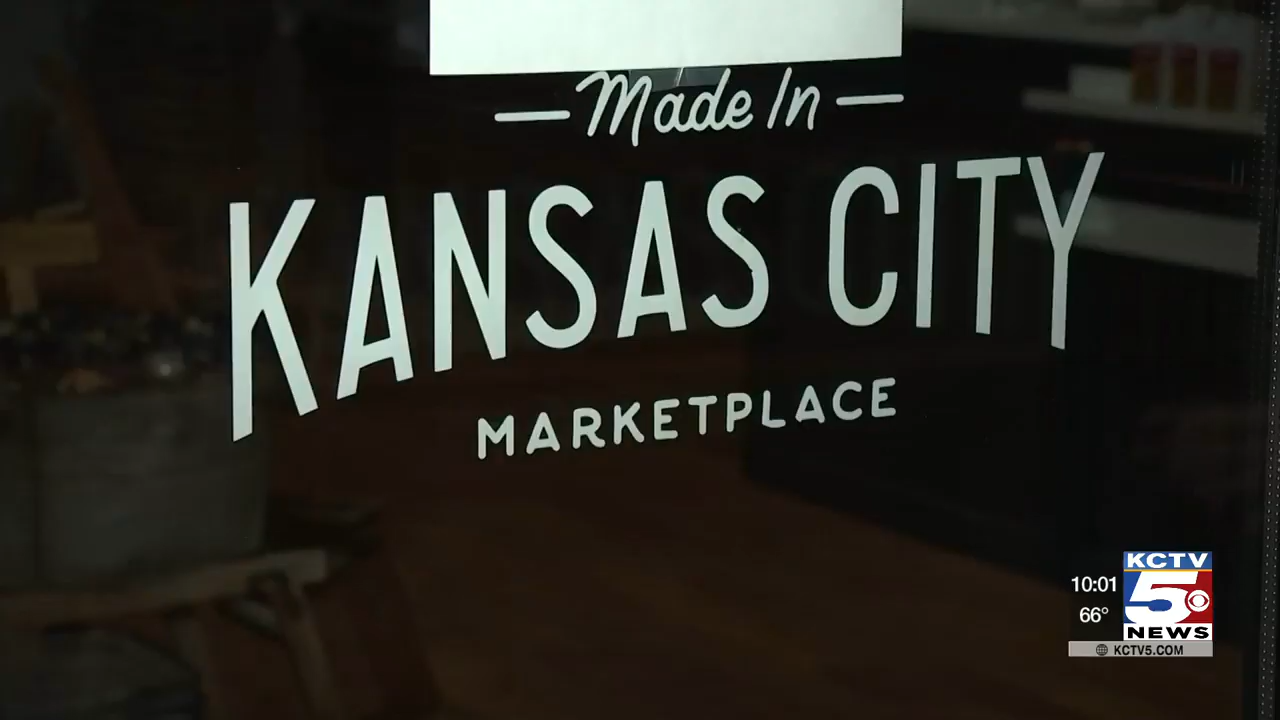 Made In
KANSAS CITY
MARKETPLACE
10:01
66°
KCTV
5
NEWS
KCTV5.COM